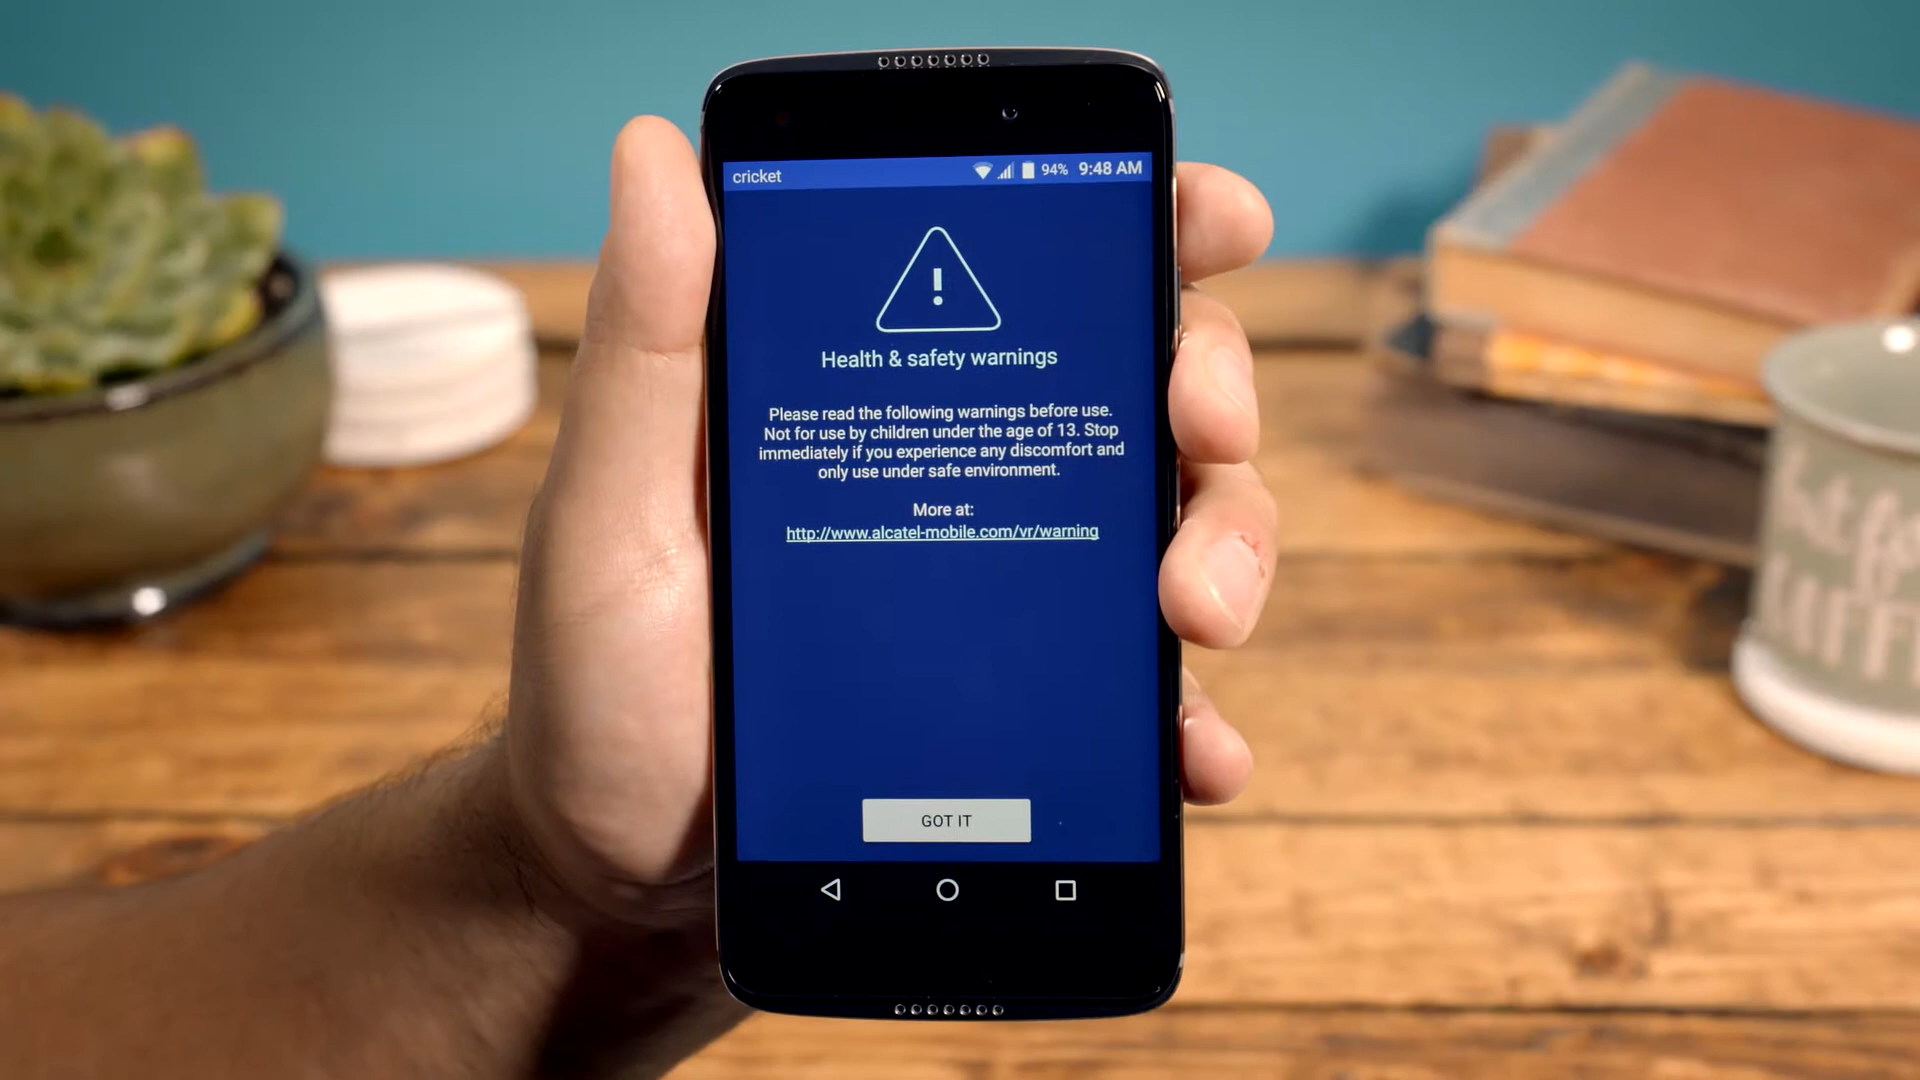 cricket
94% 9:48 AM
Health & safety warnings
Please read the following warnings before use.
Not for use by children under the age of 13. Stop
immediately if you experience any discomfort and
only use under safe environment.
More at:
http://www.alcatel-mobile.com/vr/warning
GOT IT